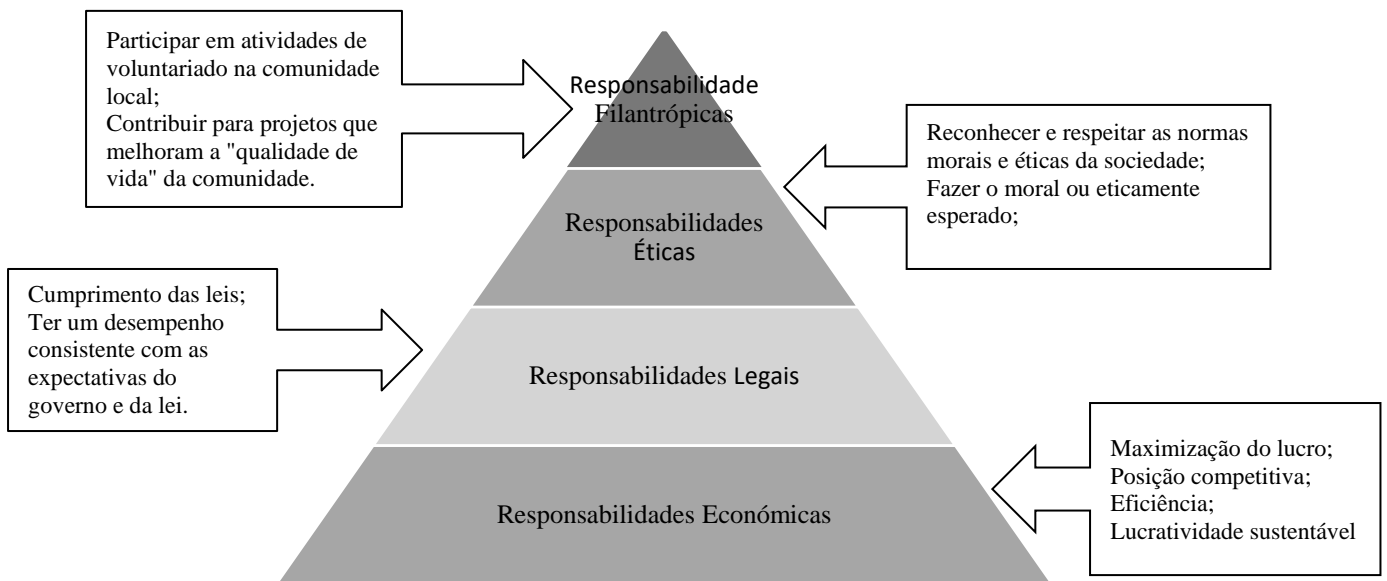 Participar em atividades de
voluntariado na comunidade
local;
Contribuir para projetos que
melhoram a "qualidade de
vida" da comunidade.
Responsabilidade
Filantrópicas
Reconhecer e respeitar as normas
morais e éticas da sociedade;
Fazer o moral ou eticamente
esperado;
Responsabilidades
Éticas
Cumprimento das leis;
Ter um desempenho
consistente com as
expectativas do
governo e da lei.
Responsabilidades Legais
Maximização do lucro;
Posição competitiva;
Eficiência;
Lucratividade sustentável
Responsabilidades Económicas